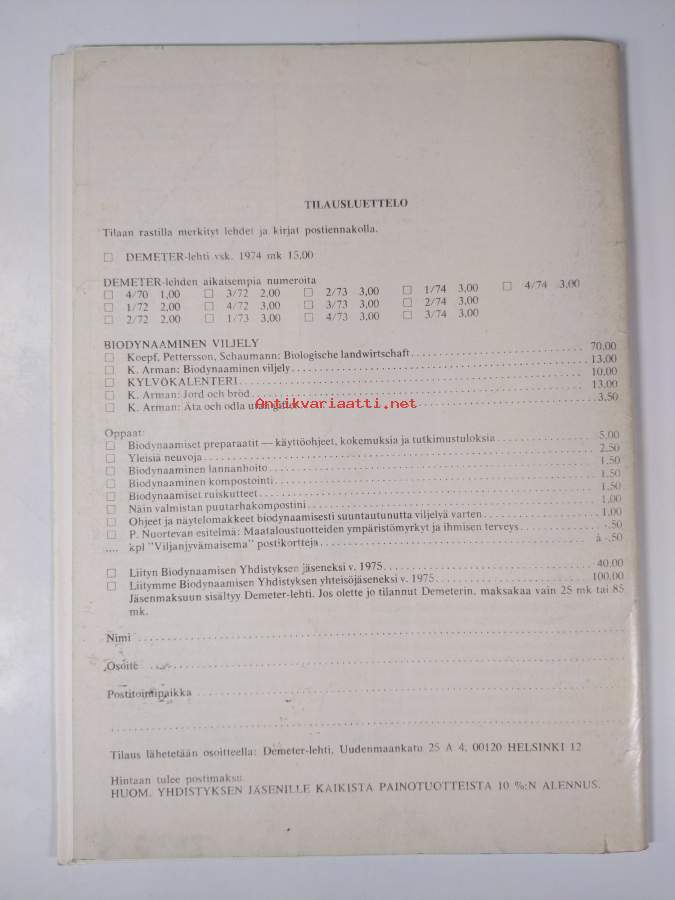 TILAUSLUETTELO
Tilaan rastilla merkityt lehdet ja kirjat postiennakolla.
☐ DEMETER-lehti vsk. 1974 mk 15,00
DEMETER-lehden aikaisempia numeroita
☐ 4/70 1,00 ☐ 3/72 2,00 ☐ 2/73 3,00 ☐ 1/74 3,00 ☐ 4/74 3,00
☐ 1/72 2,00 ☐ 4/72 3,00 ☐ 3/73 3,00 ☐ 2/74 3,00
☐ 2/72 2,00 ☐ 1/73 3,00 ☐ 4/73 3,00 ☐ 3/74 3,00
BIODYNAAMINEN VILJELY
☐ Koepf, Pettersson, Schaumann: Biologische landwirtschaft 70,00
☐ K. Arman: Biodynaaminen viljely 13,00
☐ KYLVÖKALENTERI 10,00
☐ K. Arman: Jord och bröd 13,00
☐ K. Arman: Äta och odla utan gifter 3,50
Antikvariaatti.net
Oppaat:
☐ Biodynaamiset preparaatit — käyttöohjeet, kokemuksia ja tutkimustuloksia 5,00
☐ Yleisiä neuvoja 2,50
☐ Biodynaaminen lannanhoito 1,50
☐ Biodynaaminen kompostointi 1,50
☐ Biodynaamiset ruiskutteet 1,50
☐ Näin valmistan puutarhakompostini 1,00
☐ Ohjeet ja näytelomakkeet biodynaamisesti suuntautunutta viljelyä varten 1,00
☐ P. Nuortevan esitelmä: Maataloustuotteiden ympäristömyrkyt ja ihmisen terveys -.50
.... kpl "Viljanjyvämaisema" postikortteja à -.50
☐ Liityn Biodynaamisen Yhdistyksen jäseneksi v. 1975 40,00
☐ Liitymme Biodynaamisen Yhdistyksen yhteisöjäseneksi v. 1975 100,00
Jäsenmaksuun sisältyy Demeter-lehti. Jos olette jo tilannut Demeterin, maksakaa vain 25 mk tai 85
mk.
Nimi
Osoite
Postitoimipaikka
Tilaus lähetetään osoitteella: Demeter-lehti, Uudenmaankatu 25 A 4, 00120 HELSINKI 12
Hintaan tulee postimaksu
HUOM. YHDISTYKSEN JÄSENILLE KAIKISTA PAINOTUOTTEISTA 10 %:N ALENNUS.